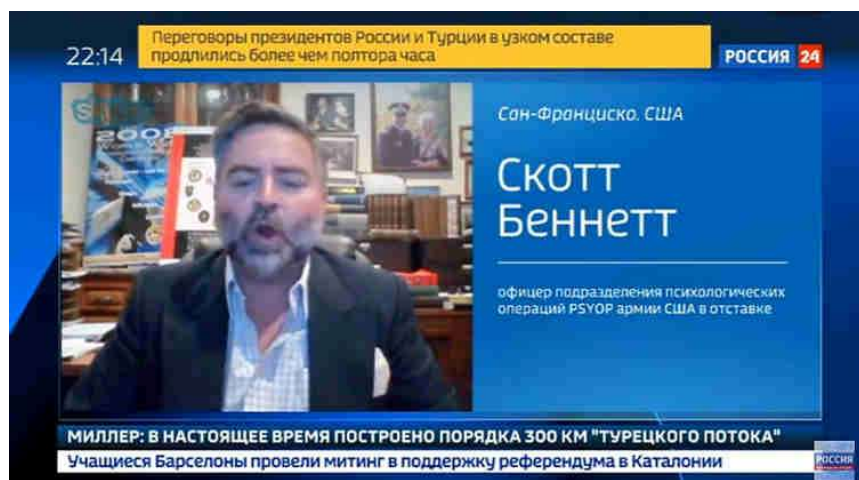 22:14
Переговоры президентов России и Турции в узком составе
продлились более чем полтора часа
РОССИЯ 24
2008
Сан-Франциско. США
Скотт
Беннетт
офицер подразделения психологических
операций PSYOP армии США в отставке
МИЛЛЕР: В НАСТОЯЩЕЕ ВРЕМЯ ПОСТРОЕНО ПОРЯДКА 300 КМ "ТУРЕЦКОГО ПОТОКА"
Учащиеся Барселоны провели митинг в поддержку референдума в Каталонии
РОССИЯ